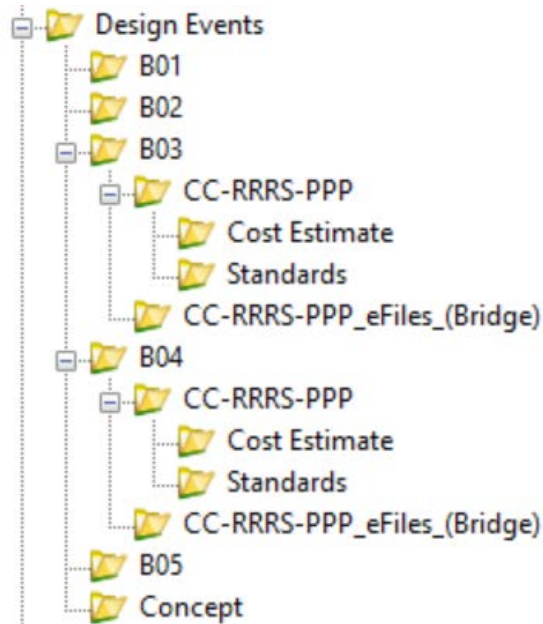 Design Events
B01
B02
B03
CC-RRRS-PPP
Cost Estimate
Standards
CC-RRRS-PPP_eFiles_(Bridge)
B04
CC-RRRS-PPP
Cost Estimate
Standards
CC-RRRS-PPP_eFiles_(Bridge)
B05
Concept